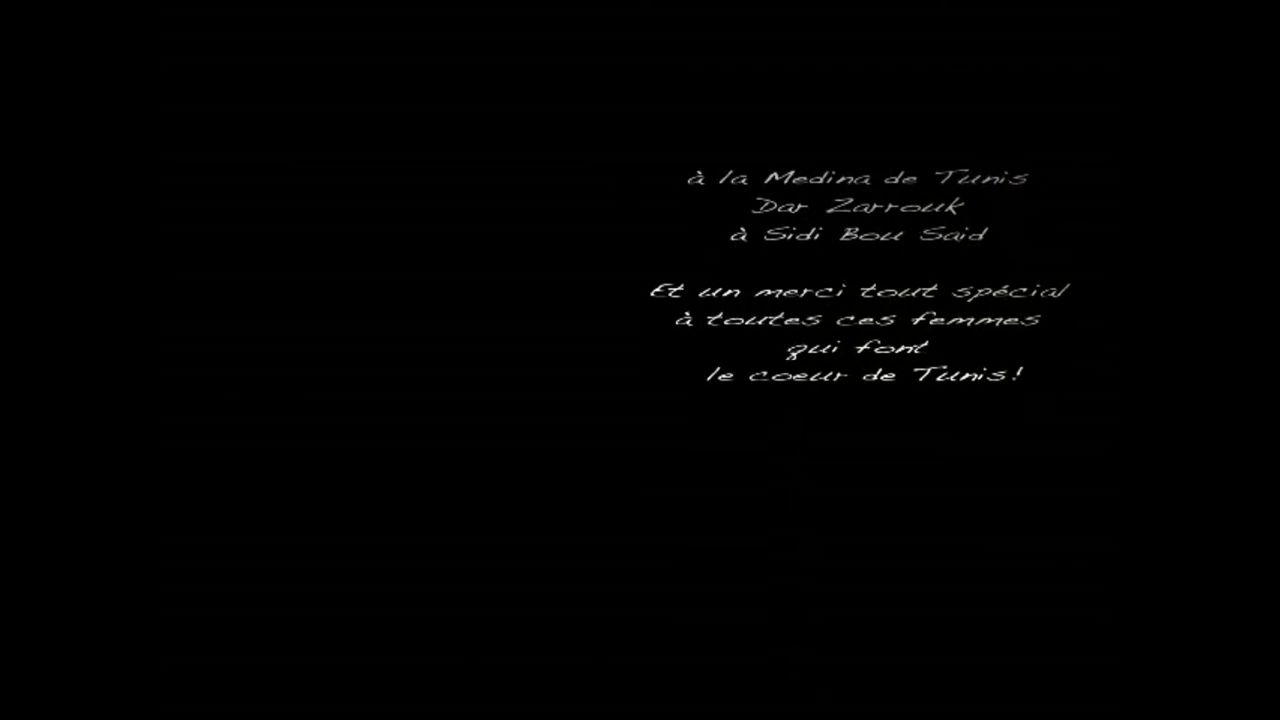 à la Medina de Tunis
Dar Zarrouk
à Sidi Bou Said
Et un merci tout spécial
à toutes ces femmes
qui font
le coeur de Tunis!